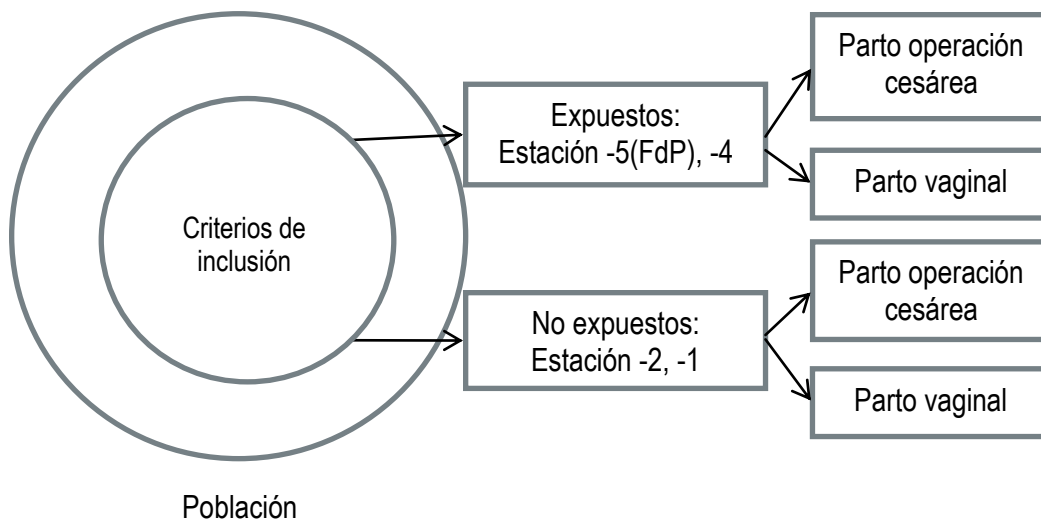 Criterios de
inclusión
Población
Expuestos:
Estación -5(FdP), -4
Parto operación
cesárea
Parto vaginal
No expuestos:
Estación -2, -1
Parto operación
cesárea
Parto vaginal